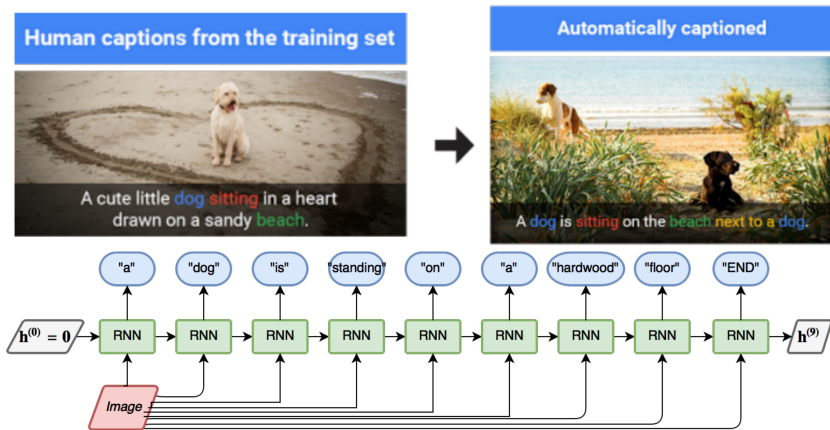 Human captions from the training set
Automatically captioned
A cute little dog sitting in a heart
drawn on a sandy beach.
A dog is sitting on the beach next to a dog.
"a" "dog" "is" "standing" "on" "a" "hardwood" "floor" "END"
h(0) = 0 RNN RNN RNN RNN RNN RNN RNN RNN RNN h(9)
Image